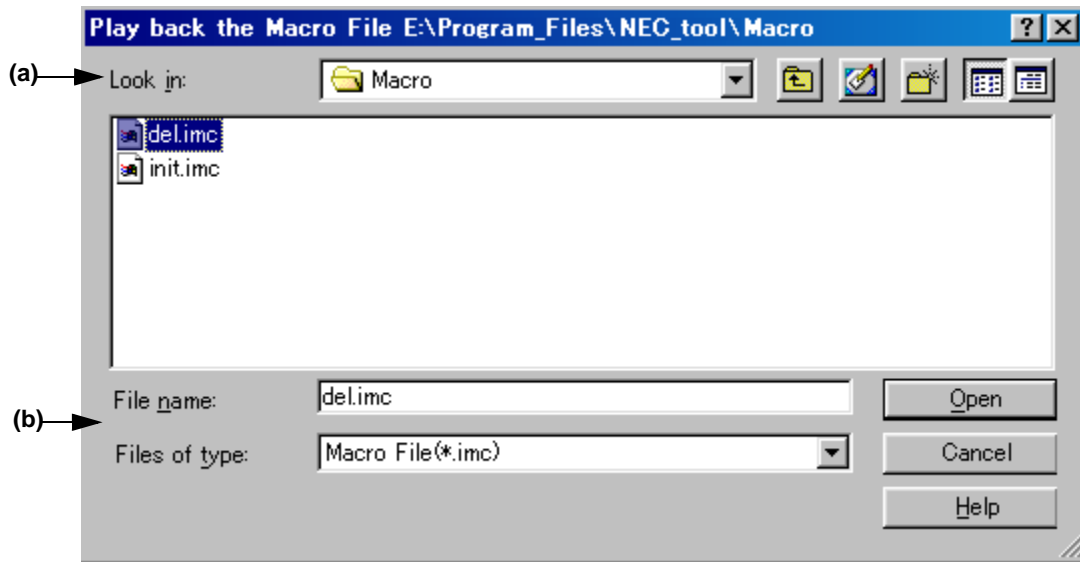 Play back the Macro File E:\Program_Files\NEC_tool\Macro
(a) Look in: Macro
del.imc
init.imc
File name: del.imc Open
(b)
Files of type: Macro File(*.imc) Cancel
Help